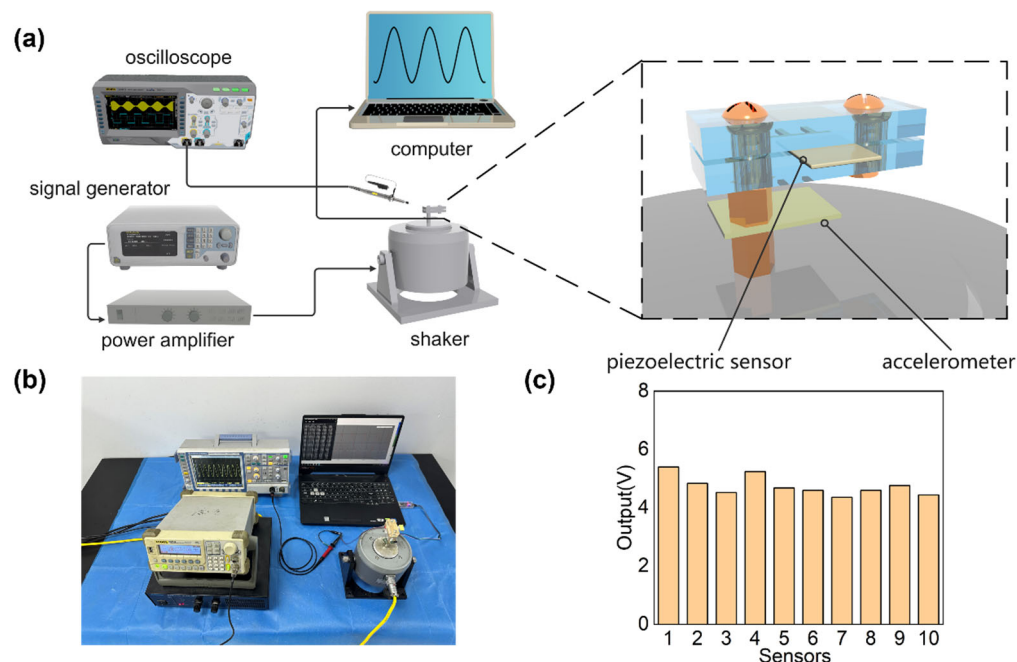 (a)
oscilloscope
computer
signal generator
power amplifier
shaker
piezoelectric sensor
accelerometer
(b)
(c)
8
6
4
2
0
Output(V)
1 2 3 4 5 6 7 8 9 10
Sensors